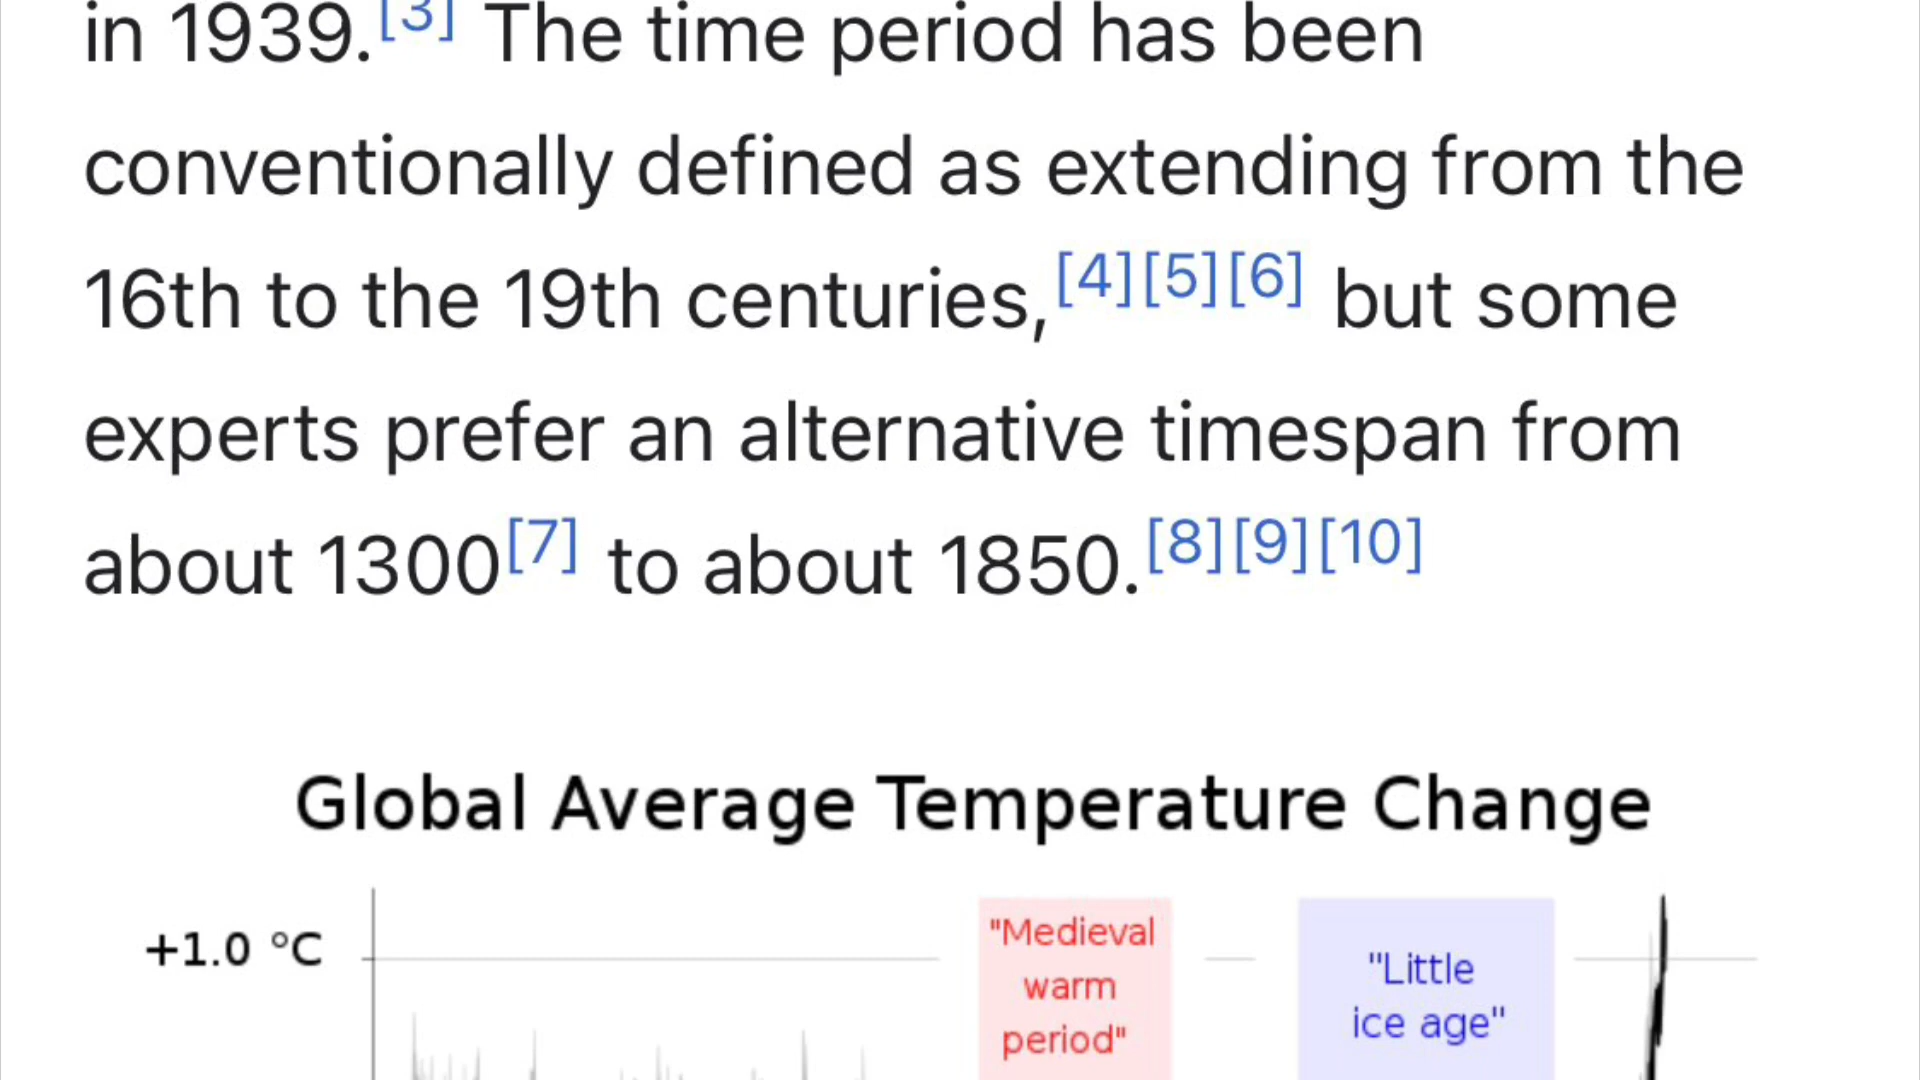 in 1939.[3] The time period has been
conventionally defined as extending from the
16th to the 19th centuries,[4][5][6] but some
experts prefer an alternative timespan from
about 1300[7] to about 1850.[8][9][10]
Global Average Temperature Change
+1.0 °C
"Medieval
warm
period"
"Little
ice age"